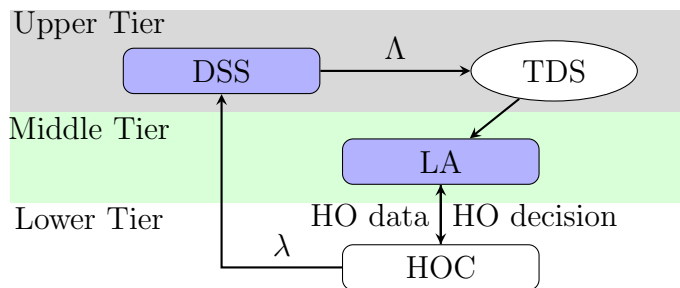 Upper Tier
DSS
Λ
TDS
Middle Tier
LA
Lower Tier
HO data
HO decision
λ
HOC